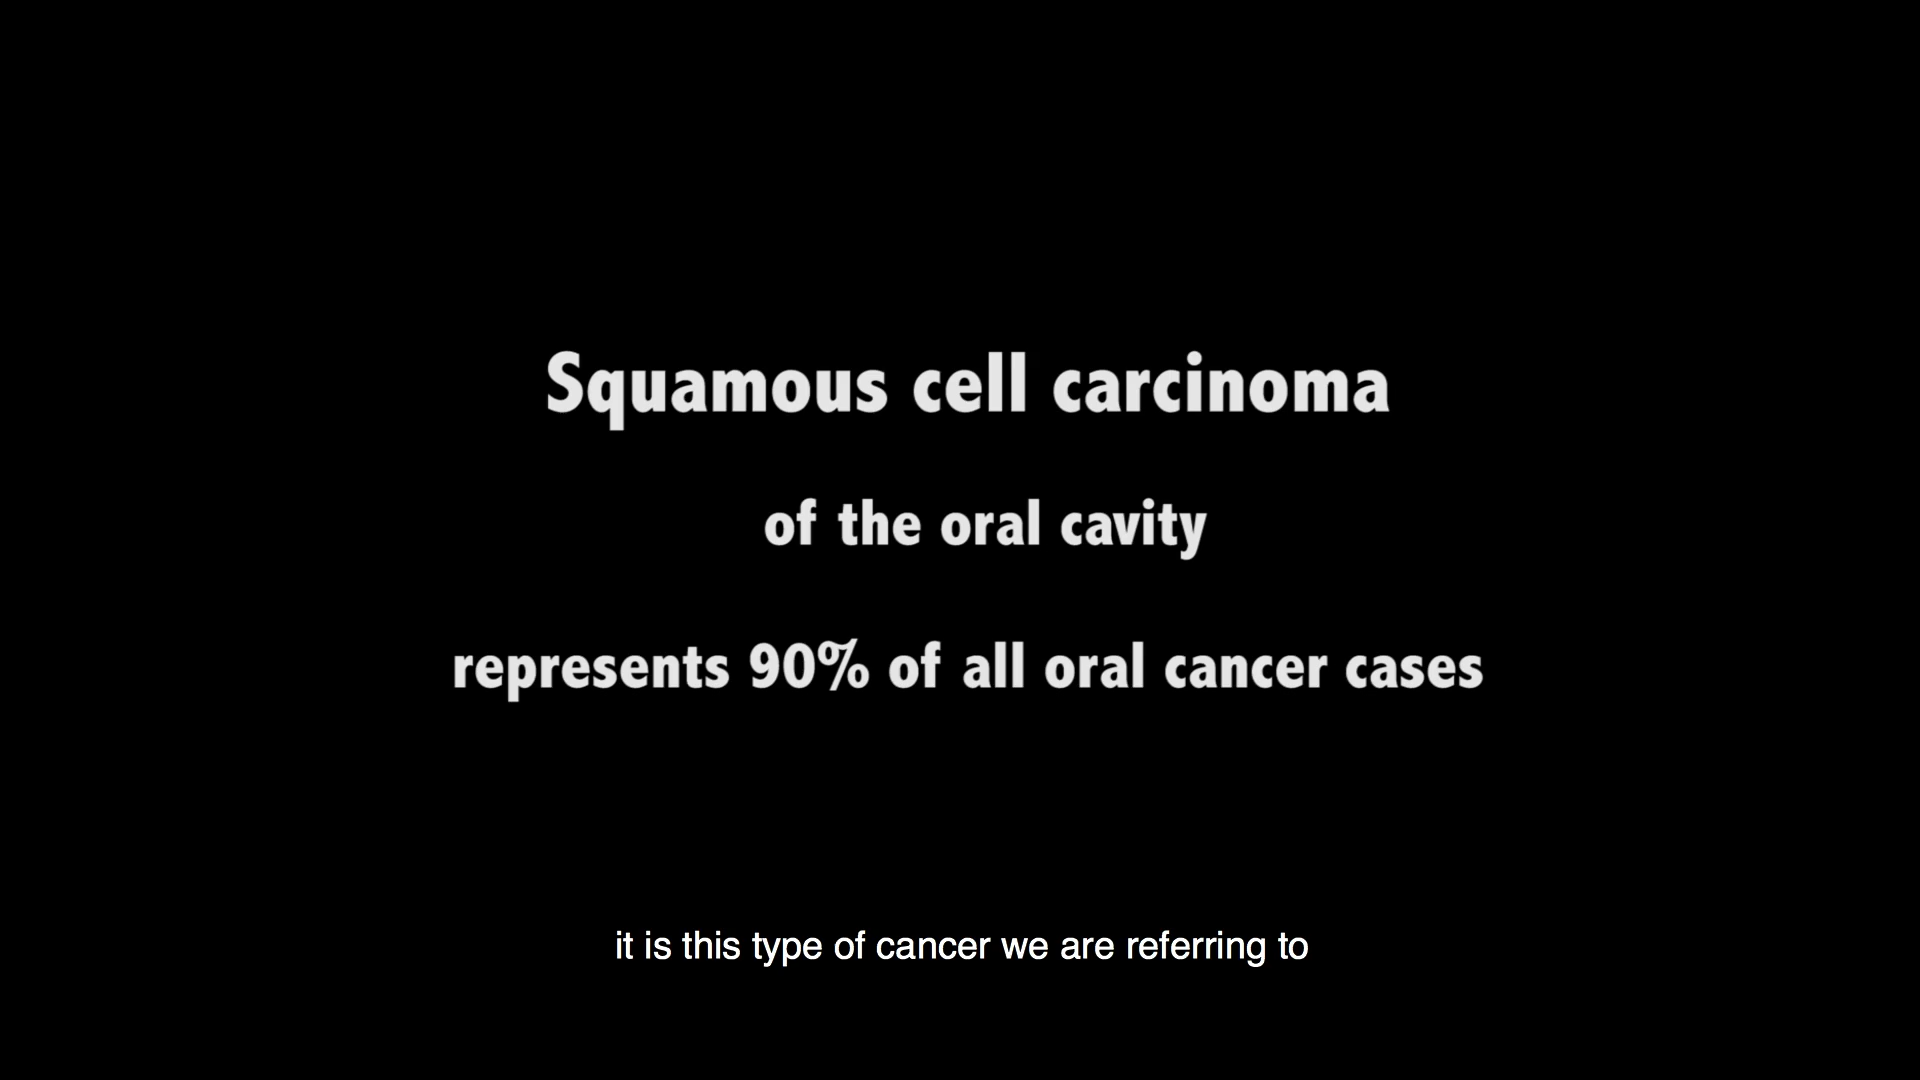 Squamous cell carcinoma
of the oral cavity
represents 90% of all oral cancer cases
it is this type of cancer we are referring to